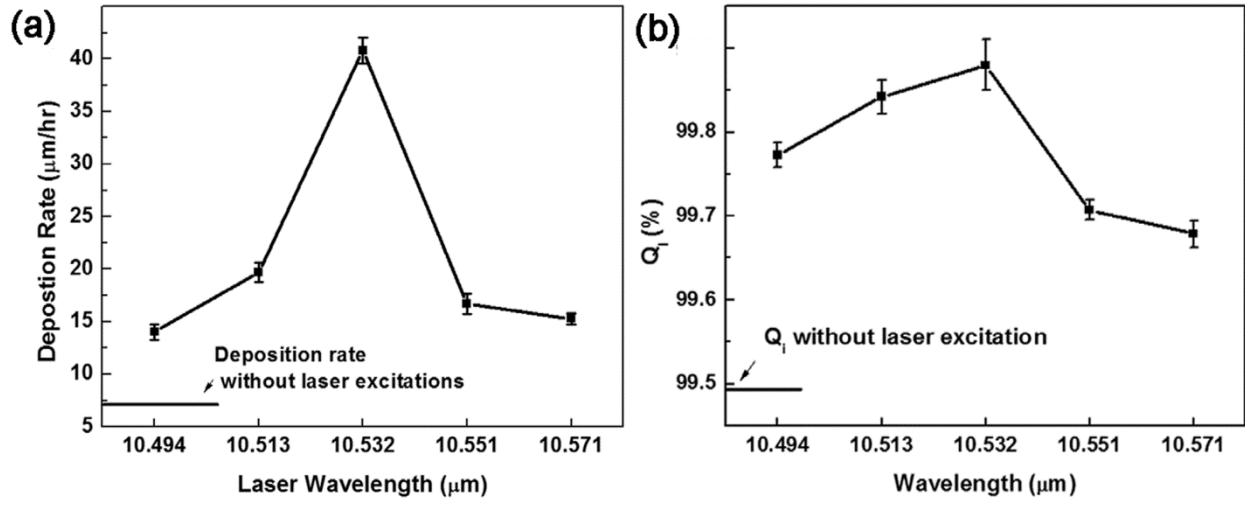 (a)
Depostion Rate (μm/hr)
40
35
30
25
20
15
10
5
Deposition rate
without laser excitations
10.494 10.513 10.532 10.551 10.571
Laser Wavelength (μm)
(b)
Qi (%)
99.8
99.7
99.6
99.5
Qi without laser excitation
10.494 10.513 10.532 10.551 10.571
Wavelength (μm)